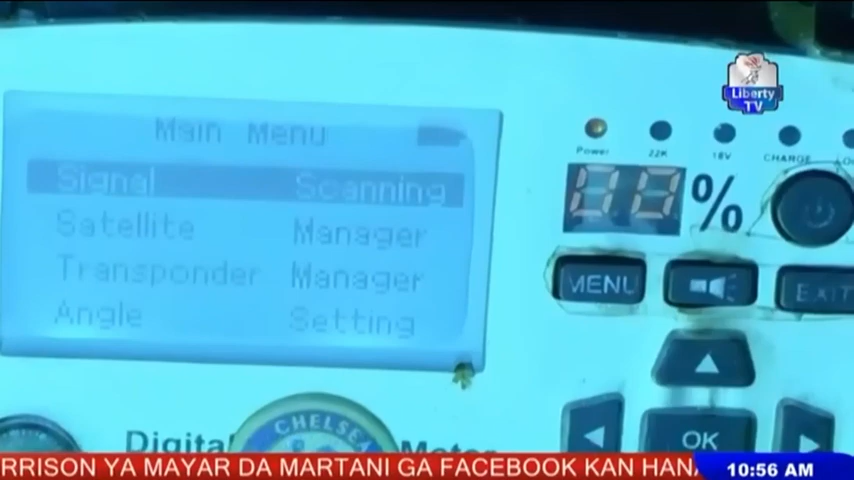 Liberty
TV
Main Menu
Signal Scanning
Satellite Manager
Transponder Manager
Angle Setting
Power 22K 18V CHARGE
%
MENU EXIT
OK
CHELSEA
Digital Meter
RRISON YA MAYAR DA MARTANI GA FACEBOOK KAN HANA
10:56 AM